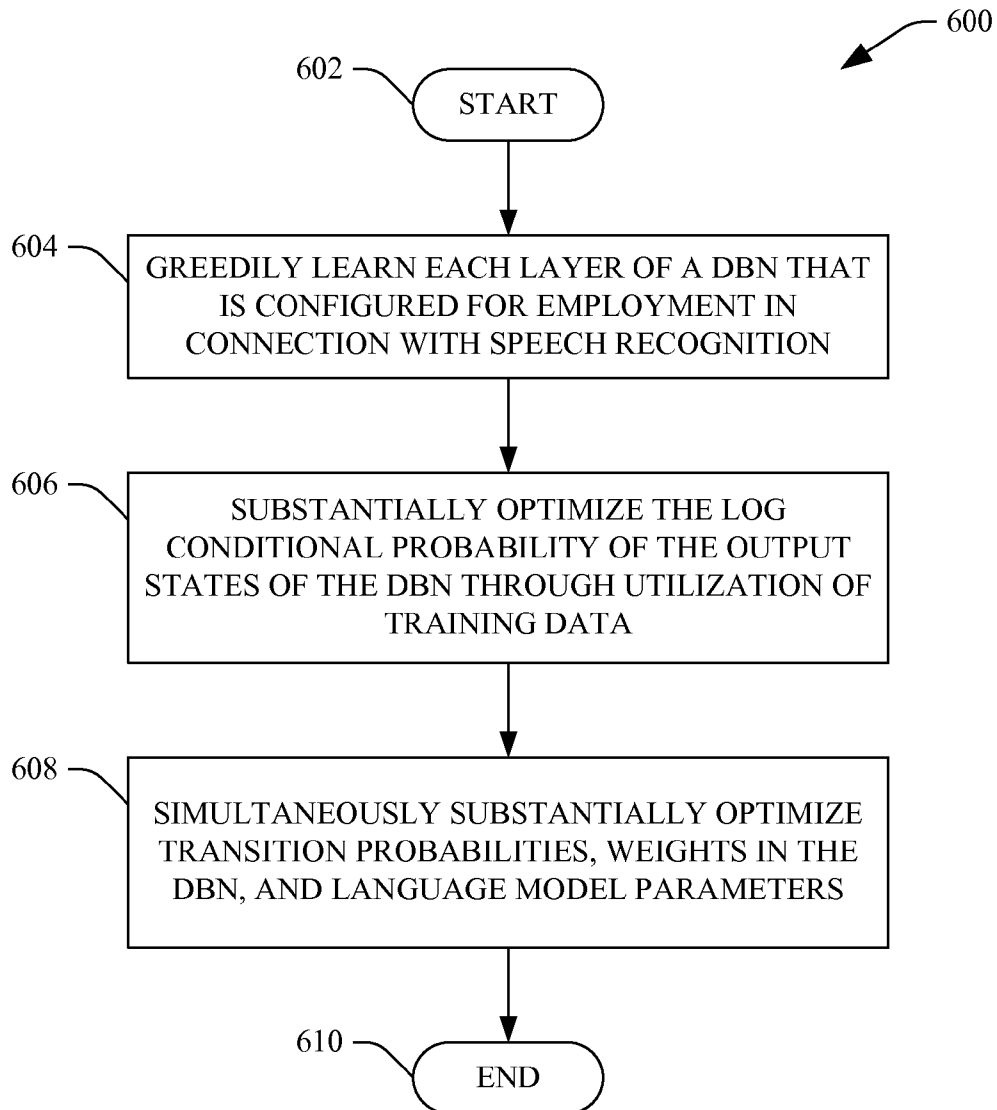 600
602
START
604
GREEDILY LEARN EACH LAYER OF A DBN THAT
IS CONFIGURED FOR EMPLOYMENT IN
CONNECTION WITH SPEECH RECOGNITION
606
SUBSTANTIALLY OPTIMIZE THE LOG
CONDITIONAL PROBABILITY OF THE OUTPUT
STATES OF THE DBN THROUGH UTILIZATION OF
TRAINING DATA
608
SIMULTANEOUSLY SUBSTANTIALLY OPTIMIZE
TRANSITION PROBABILITIES, WEIGHTS IN THE
DBN, AND LANGUAGE MODEL PARAMETERS
610
END